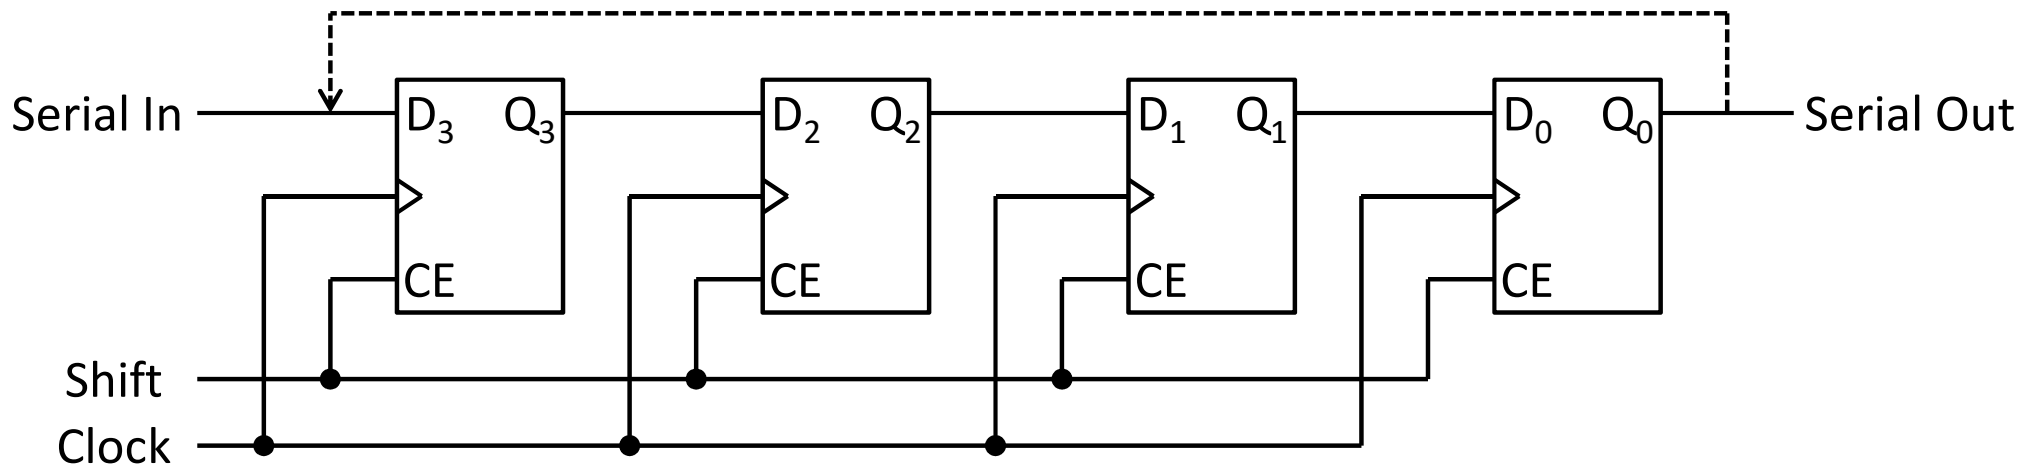 Serial In D₃ Q₃ D₂ Q₂ D₁ Q₁ D₀ Q₀ Serial Out
CE CE CE CE
Shift
Clock